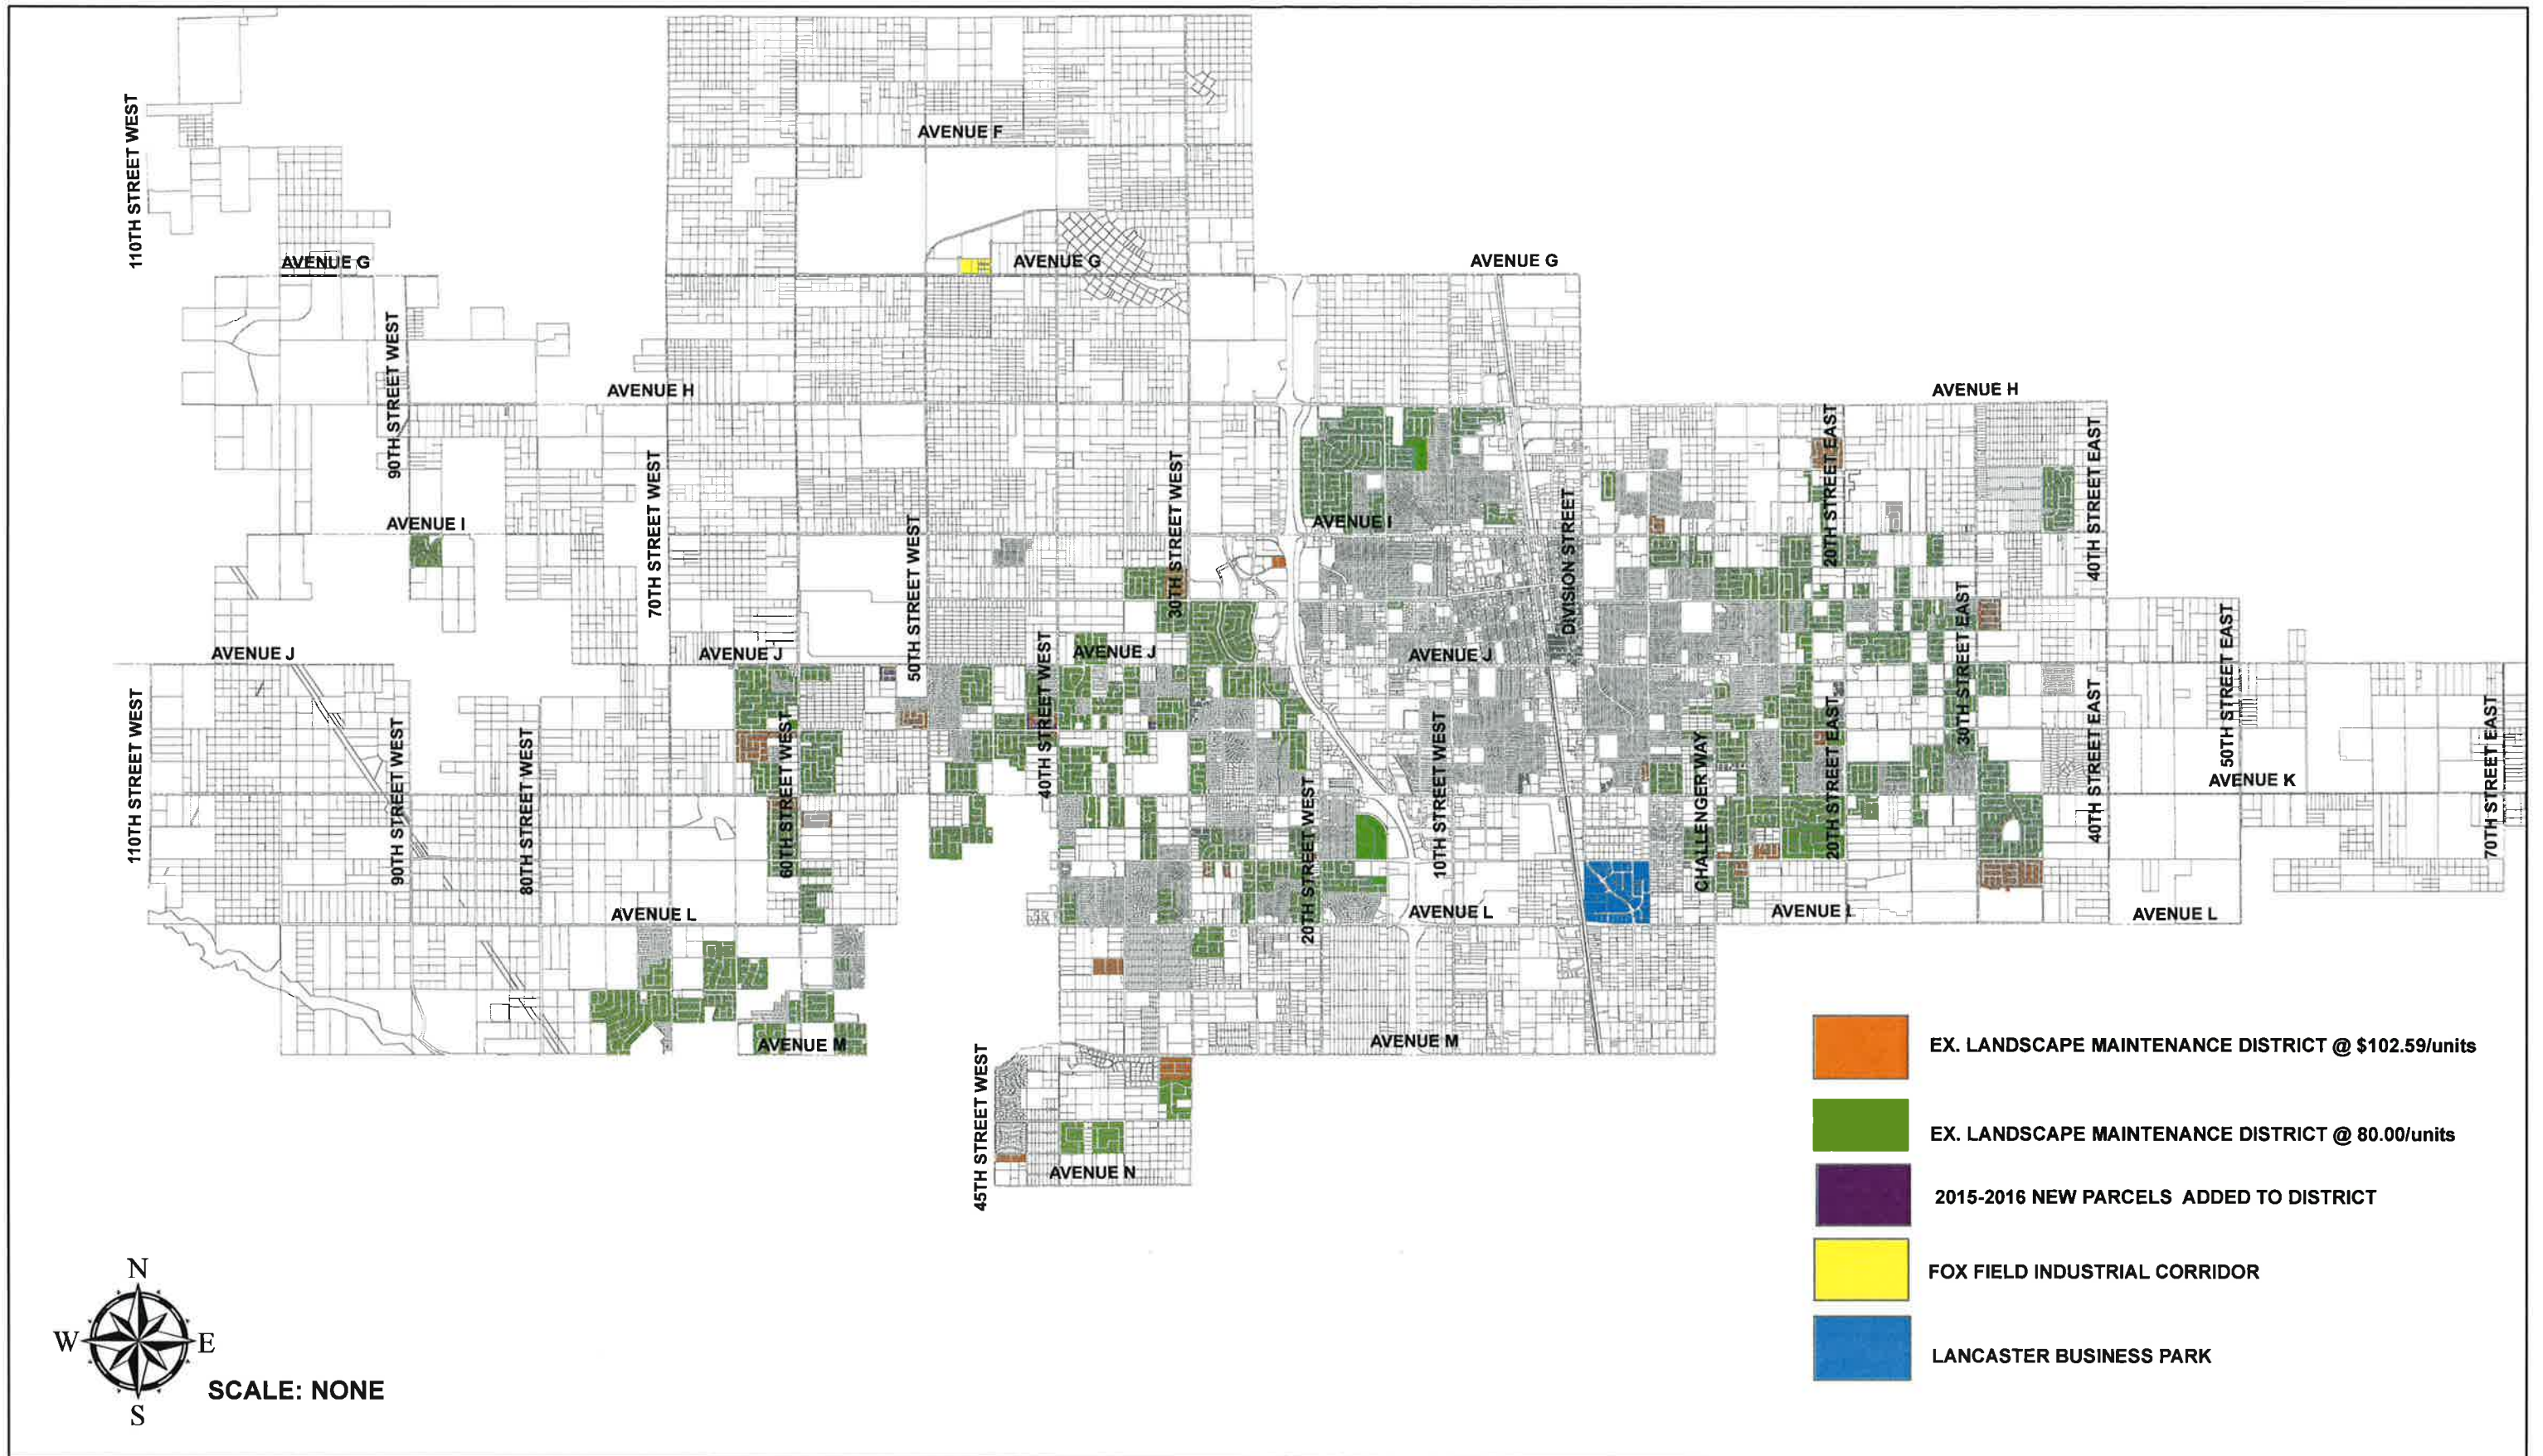 110TH STREET WEST
AVENUE F
AVENUE G
AVENUE G
AVENUE G
90TH STREET WEST
AVENUE H
AVENUE H
70TH STREET WEST
30TH STREET WEST
20TH STREET EAST
40TH STREET EAST
AVENUE I
50TH STREET WEST
AVENUE I
DIVISION STREET
30TH STREET EAST
50TH STREET EAST
AVENUE J
AVENUE J
40TH STREET WEST
AVENUE J
AVENUE J
110TH STREET WEST
90TH STREET WEST
80TH STREET WEST
60TH STREET WEST
20TH STREET WEST
10TH STREET WEST
CHALLENGER WAY
20TH STREET EAST
40TH STREET EAST
AVENUE K
70TH STREET EAST
AVENUE L
AVENUE L
AVENUE L
AVENUE L
AVENUE M
AVENUE M
45TH STREET WEST
AVENUE N
EX. LANDSCAPE MAINTENANCE DISTRICT @ $102.59/units
EX. LANDSCAPE MAINTENANCE DISTRICT @ 80.00/units
2015-2016 NEW PARCELS ADDED TO DISTRICT
FOX FIELD INDUSTRIAL CORRIDOR
LANCASTER BUSINESS PARK
N
W
E
S
SCALE: NONE